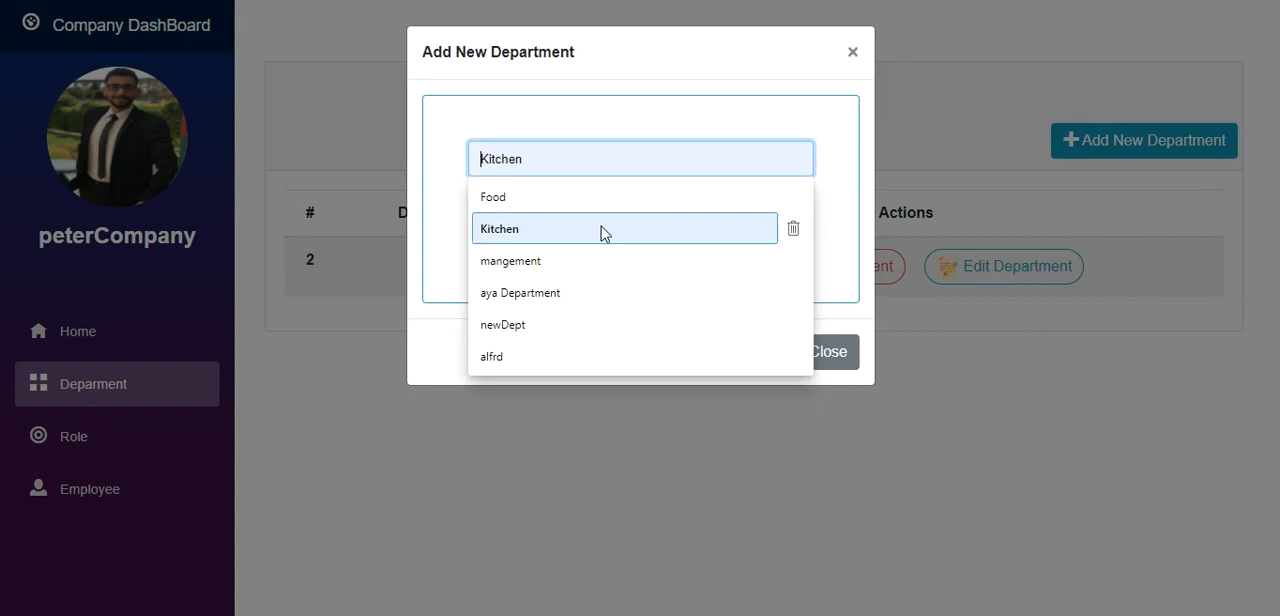 Company DashBoard
peterCompany
Home
Deparment
Role
Employee
Add New Department
×
Kitchen
Food
Kitchen
mangement
aya Department
newDept
alfrd
Close
Add New Department
# D Actions
2 ent Edit Department